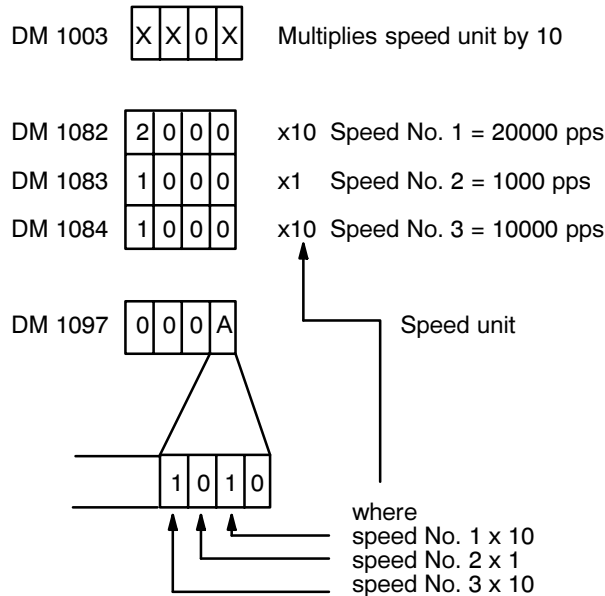 DM 1003 X X 0 X Multiplies speed unit by 10
DM 1082 2 0 0 0 x10 Speed No. 1 = 20000 pps
DM 1083 1 0 0 0 x1 Speed No. 2 = 1000 pps
DM 1084 1 0 0 0 x10 Speed No. 3 = 10000 pps
DM 1097 0 0 0 A Speed unit
1 0 1 0
where
speed No. 1 x 10
speed No. 2 x 1
speed No. 3 x 10